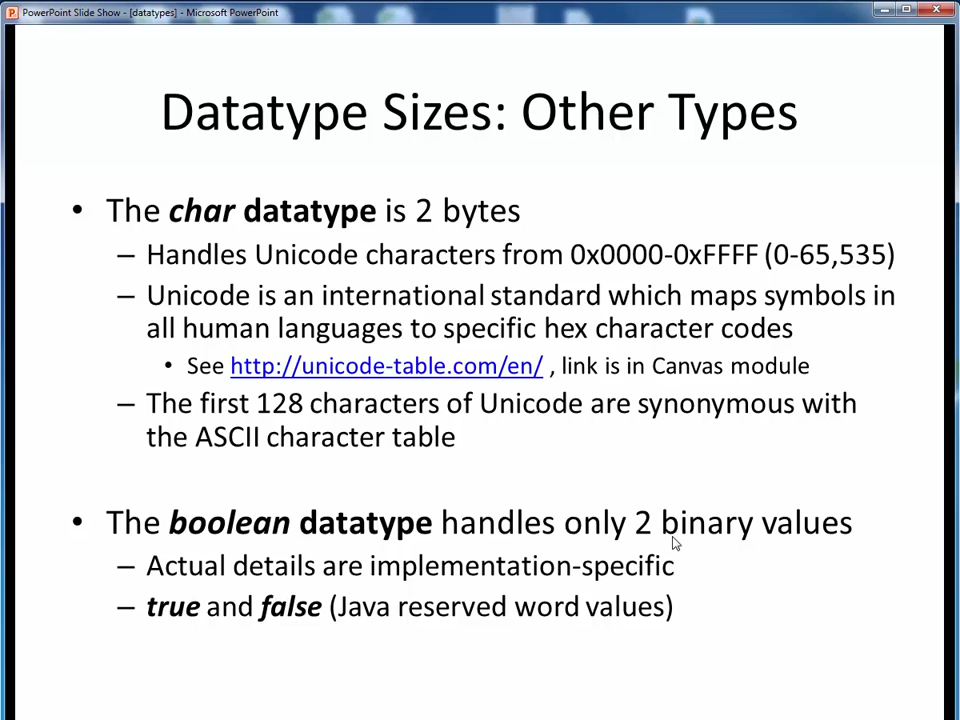 PowerPoint Slide Show - [datatypes] - Microsoft PowerPoint
Datatype Sizes: Other Types
• The char datatype is 2 bytes
– Handles Unicode characters from 0x0000-0xFFFF (0-65,535)
– Unicode is an international standard which maps symbols in
all human languages to specific hex character codes
• See http://unicode-table.com/en/ , link is in Canvas module
– The first 128 characters of Unicode are synonymous with
the ASCII character table
• The boolean datatype handles only 2 binary values
– Actual details are implementation-specific
– true and false (Java reserved word values)